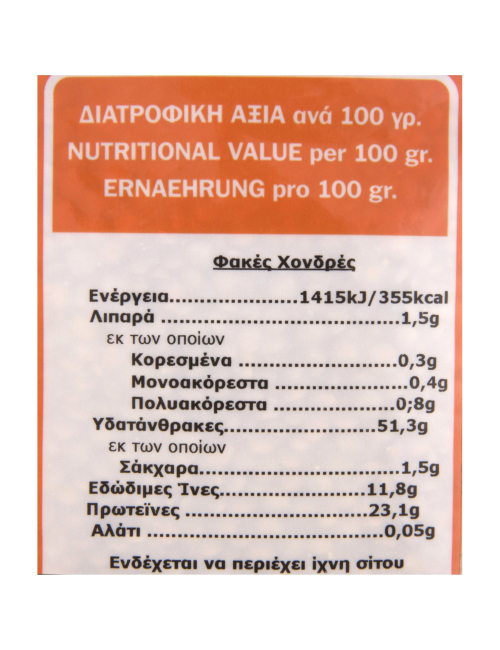 ΔΙΑΤΡΟΦΙΚΗ ΑΞΙΑ ανά 100 γρ.
NUTRITIONAL VALUE per 100 gr.
ERNAEHRUNG pro 100 gr.
Φακές Χονδρές
Ενέργεια.....................1415kJ/355kcal
Λιπαρά .......................................1,5g
εκ των οποίων
Κορεσμένα ..........................0,3g
Μονοακόρεστα ......................0,4g
Πολυακόρεστα ....................0;8g
Υδατάνθρακες.........................51,3g
εκ των οποίων
Σάκχαρα.................................1,5g
Εδώδιμες Ίνες........................11,8g
Πρωτεϊνες ..............................23,1g
Αλάτι ......................................0,05g
Ενδέχεται να περιέχει ίχνη σίτου